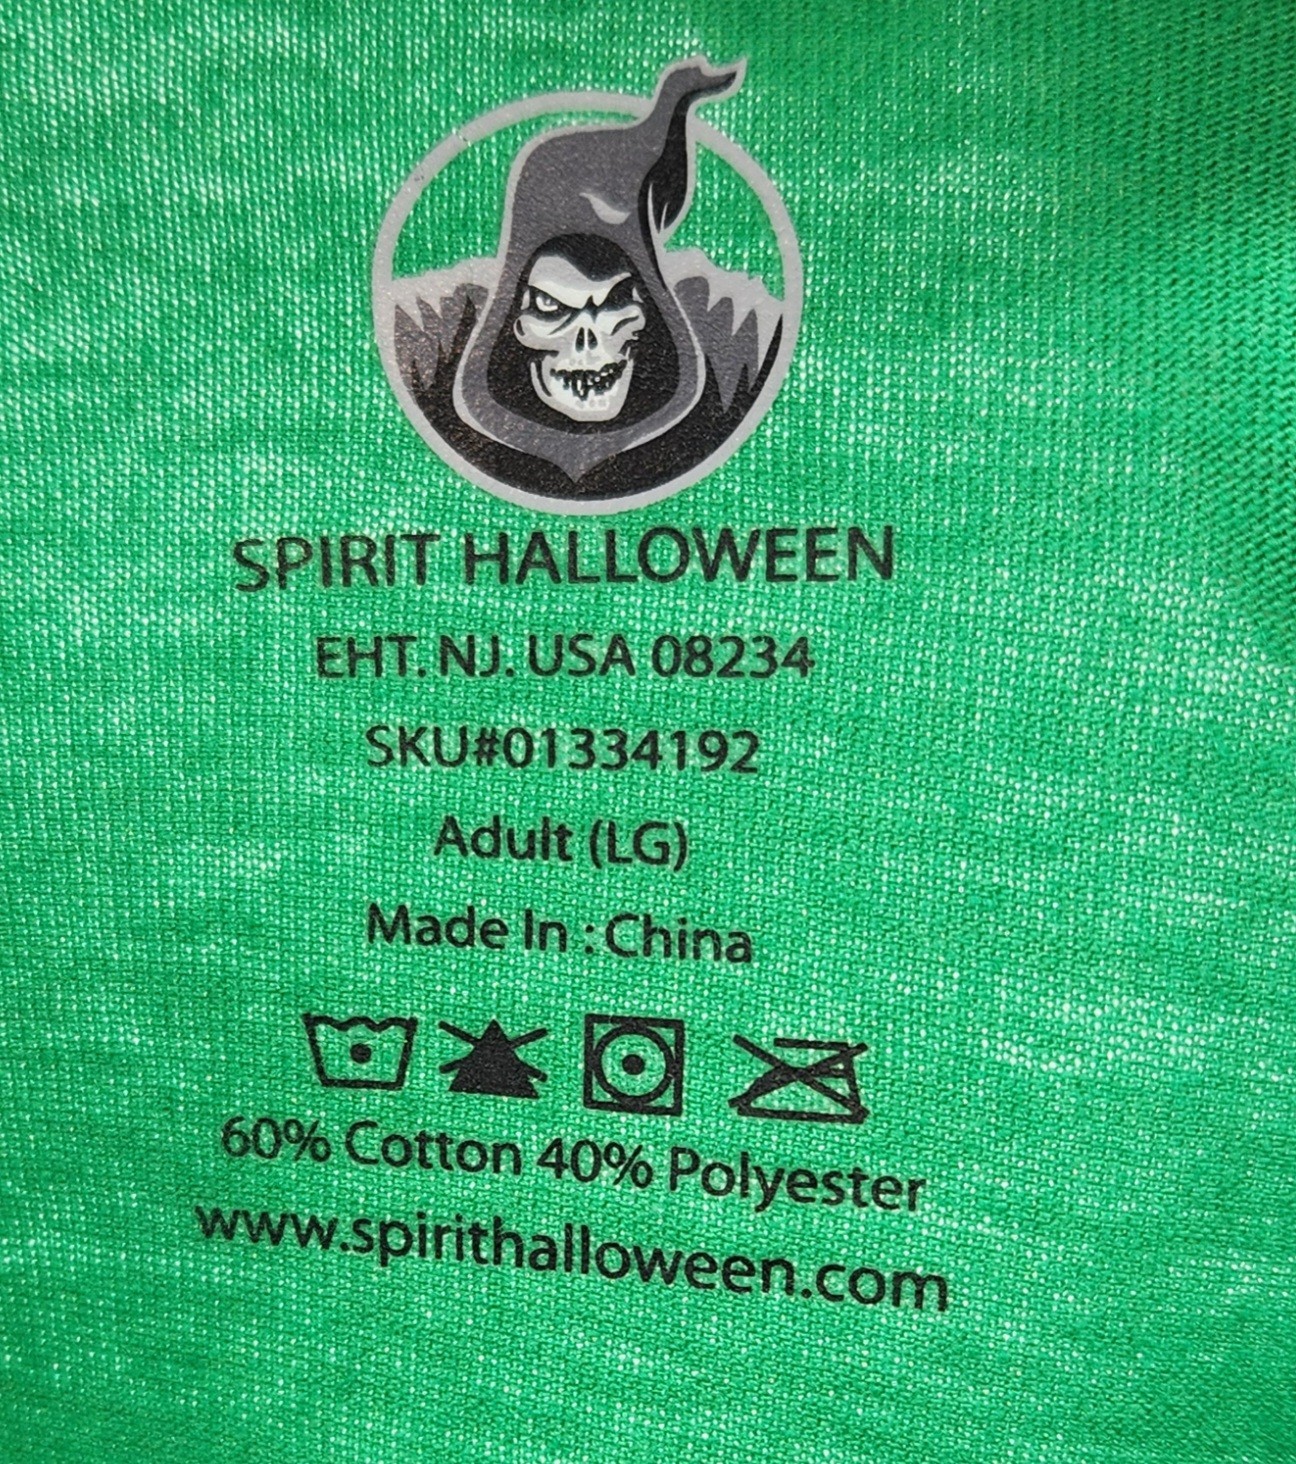 SPIRIT HALLOWEEN
EHT. NJ. USA 08234
SKU#01334192
Adult (LG)
Made In : China
60% Cotton 40% Polyester
www.spirithalloween.com